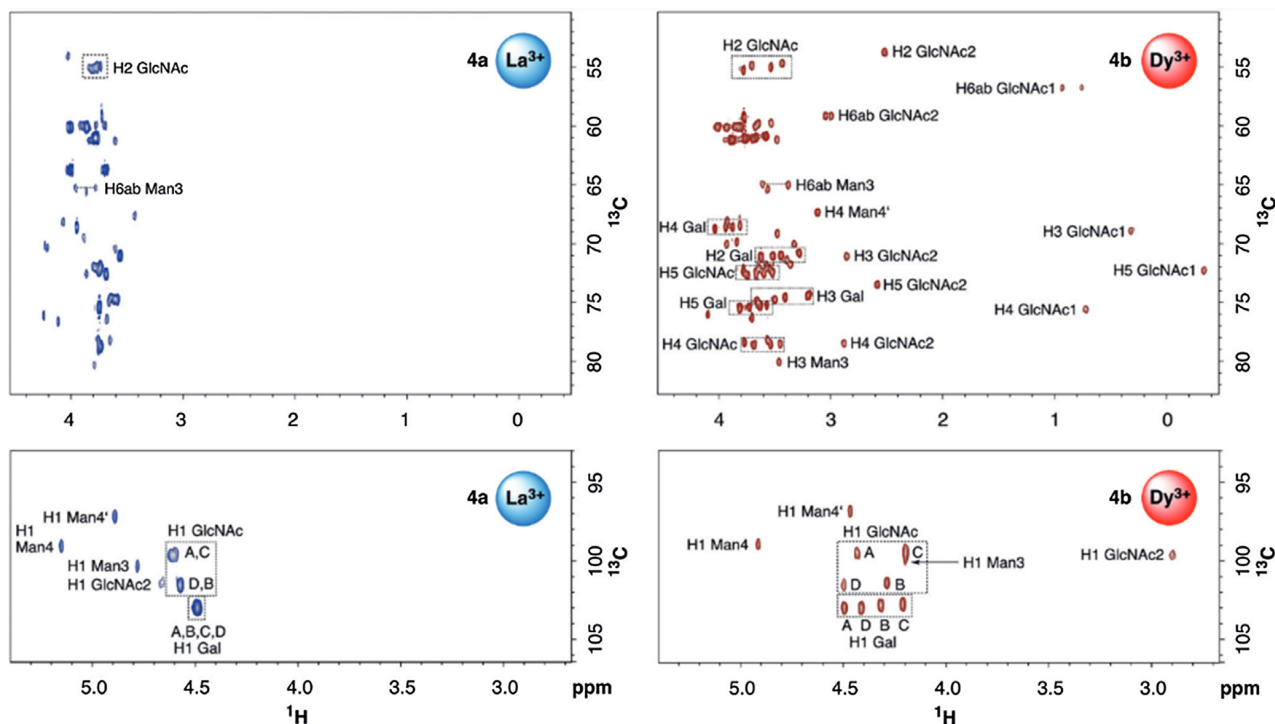 4a La³⁺
H2 GlcNAc
H6ab Man3
55
60
65
70
75
80
¹³C
4 3 2 1 0
4b Dy³⁺
H2 GlcNAc
H2 GlcNAc2
H6ab GlcNAc1
H6ab GlcNAc2
H6ab Man3
H4 Man4‘
H4 Gal
H3 GlcNAc1
H2 Gal
H3 GlcNAc2
H5 GlcNAc
H5 GlcNAc1
H5 GlcNAc2
H3 Gal
H5 Gal
H4 GlcNAc1
H4 GlcNAc
H4 GlcNAc2
H3 Man3
55
60
65
70
75
80
¹³C
4 3 2 1 0
4a La³⁺
H1 Man4‘
H1
Man4
H1 GlcNAc
A,C
H1 Man3
H1 GlcNAc2
D,B
A,B,C,D
H1 Gal
95
100
105
¹³C
5.0 4.5 4.0 3.5 3.0 ppm
¹H
4b Dy³⁺
H1 Man4‘
H1 GlcNAc
H1 Man4
A C
H1 GlcNAc2
H1 Man3
D B
A D B C
H1 Gal
95
100
105
¹³C
5.0 4.5 4.0 3.5 3.0 ppm
¹H